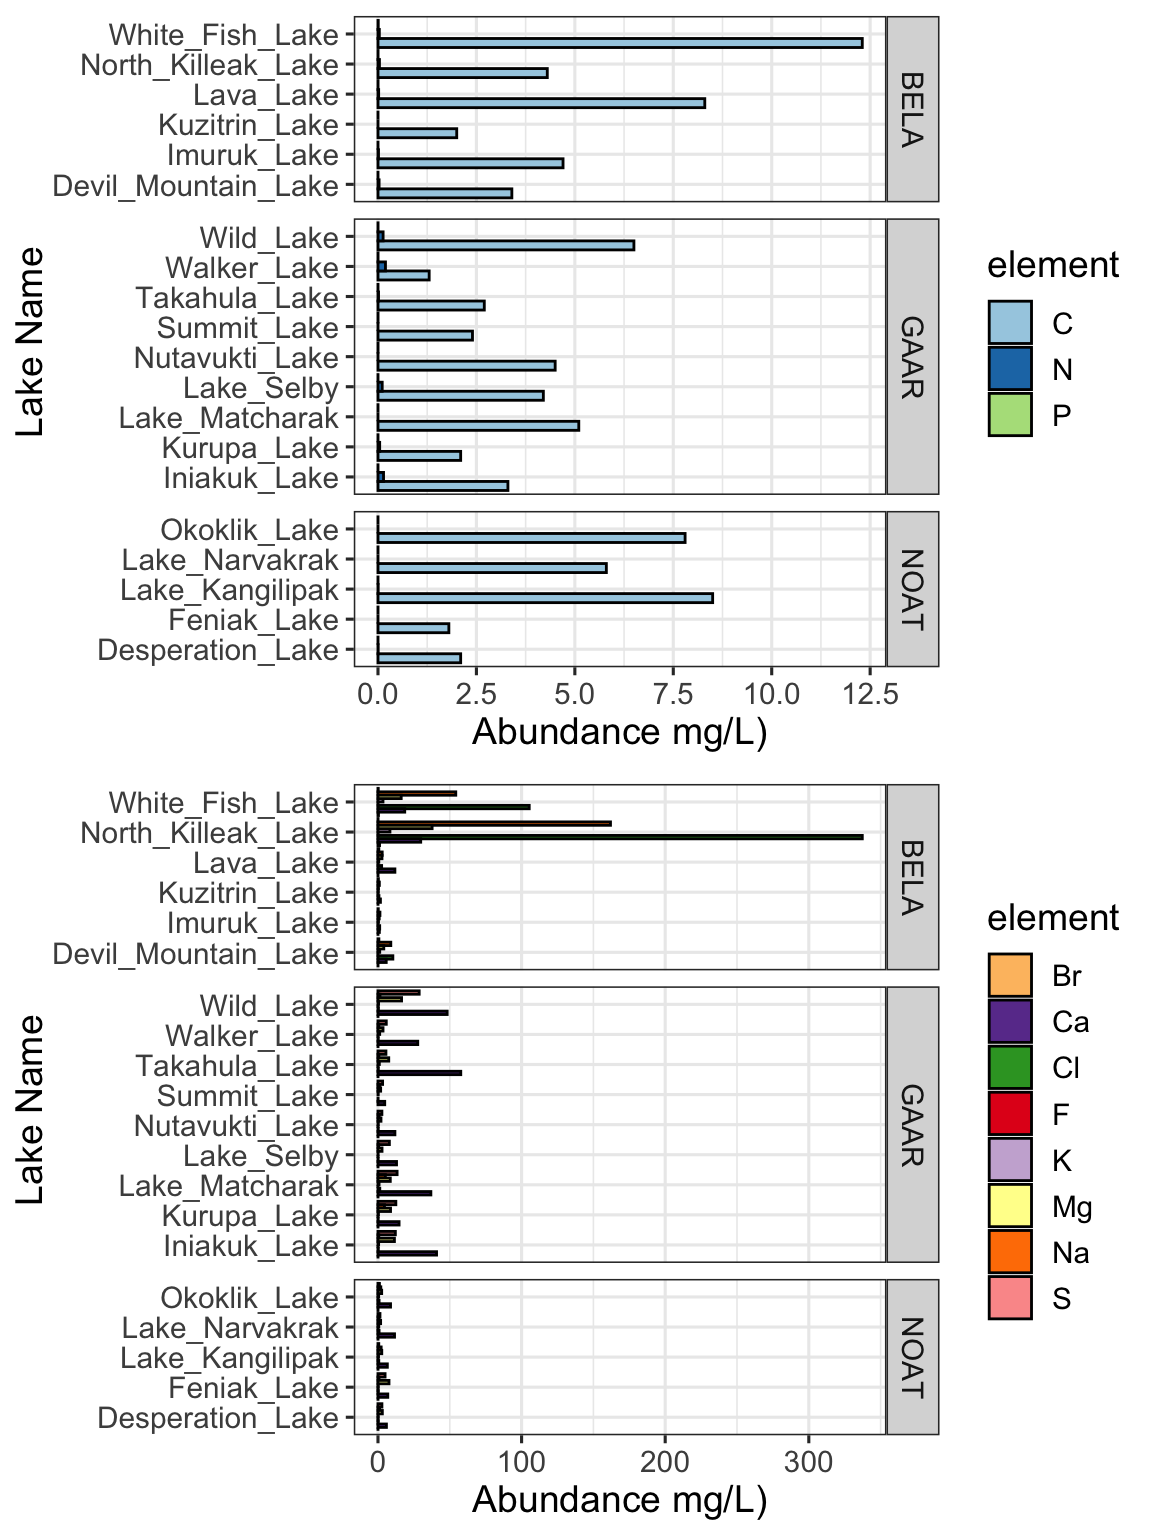 White_Fish_Lake
North_Killeak_Lake
Lava_Lake
Kuzitrin_Lake
Imuruk_Lake
Devil_Mountain_Lake
BELA
Wild_Lake
Walker_Lake
Takahula_Lake
Summit_Lake
Nutavukti_Lake
Lake_Selby
Lake_Matcharak
Kurupa_Lake
Iniakuk_Lake
GAAR
Okoklik_Lake
Lake_Narvakrak
Lake_Kangilipak
Feniak_Lake
Desperation_Lake
NOAT
Lake Name
0.0 2.5 5.0 7.5 10.0 12.5
Abundance mg/L)
element
C
N
P
White_Fish_Lake
North_Killeak_Lake
Lava_Lake
Kuzitrin_Lake
Imuruk_Lake
Devil_Mountain_Lake
BELA
Wild_Lake
Walker_Lake
Takahula_Lake
Summit_Lake
Nutavukti_Lake
Lake_Selby
Lake_Matcharak
Kurupa_Lake
Iniakuk_Lake
GAAR
Okoklik_Lake
Lake_Narvakrak
Lake_Kangilipak
Feniak_Lake
Desperation_Lake
NOAT
Lake Name
0 100 200 300
Abundance mg/L)
element
Br
Ca
Cl
F
K
Mg
Na
S